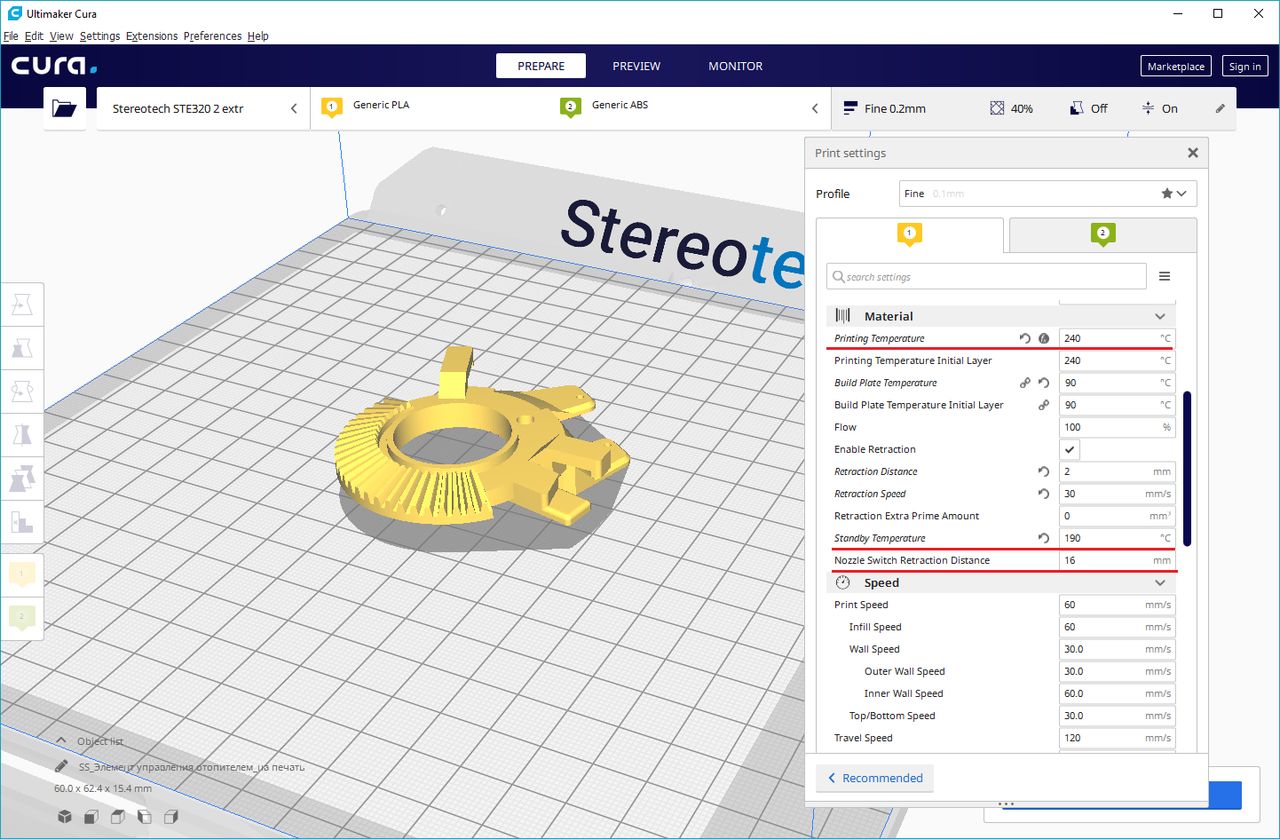 Ultimaker Cura
File Edit View Settings Extensions Preferences Help
cura.
PREPARE PREVIEW MONITOR
Marketplace Sign in
Stereotech STE320 2 extr
1 Generic PLA 2 Generic ABS
Fine 0.2mm 40% Off On
Print settings
Profile Fine 0.1mm
1 2
search settings
Material
Printing Temperature 240 °C
Printing Temperature Initial Layer 240 °C
Build Plate Temperature 90 °C
Build Plate Temperature Initial Layer 90 °C
Flow 100 %
Enable Retraction
Retraction Distance 2 mm
Retraction Speed 30 mm/s
Retraction Extra Prime Amount 0 mm³
Standby Temperature 190 °C
Nozzle Switch Retraction Distance 16 mm
Speed
Print Speed 60 mm/s
Infill Speed 60 mm/s
Wall Speed 30.0 mm/s
Outer Wall Speed 30.0 mm/s
Inner Wall Speed 60.0 mm/s
Top/Bottom Speed 30.0 mm/s
Travel Speed 120 mm/s
Recommended
Stereote
1
2
Object list
SS_Элемент управления отопителем_на печать
60.0 x 62.4 x 15.4 mm